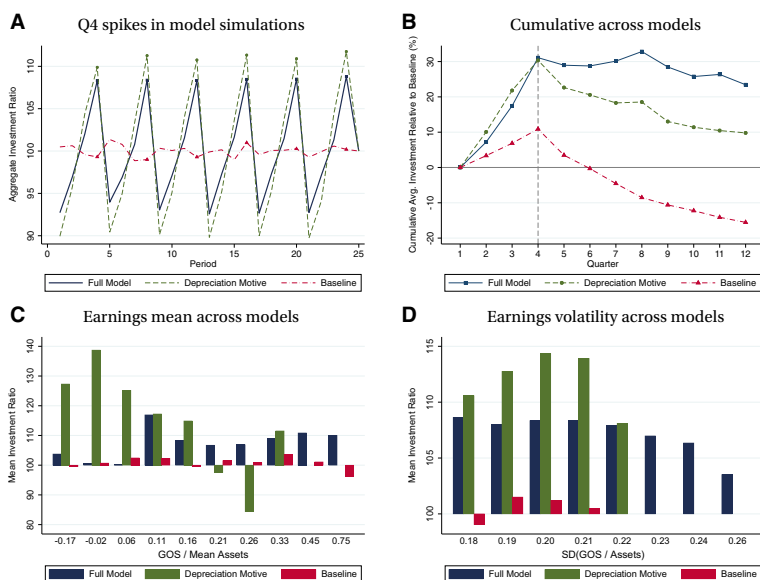 A Q4 spikes in model simulations
Aggregate Investment Ratio
110
105
100
95
90
0 5 10 15 20 25
Period
Full Model Depreciation Motive Baseline
B Cumulative across models
Cumulative Avg. Investment Relative to Baseline (%)
30
20
10
0
-10
-20
1 2 3 4 5 6 7 8 9 10 11 12
Quarter
Full Model Depreciation Motive Baseline
C Earnings mean across models
Mean Investment Ratio
140
130
120
110
100
90
80
-0.17 -0.02 0.06 0.11 0.16 0.21 0.26 0.33 0.45 0.75
GOS / Mean Assets
Full Model Depreciation Motive Baseline
D Earnings volatility across models
Mean Investment Ratio
115
110
105
100
0.18 0.19 0.20 0.21 0.22 0.23 0.24 0.26
SD(GOS / Assets)
Full Model Depreciation Motive Baseline